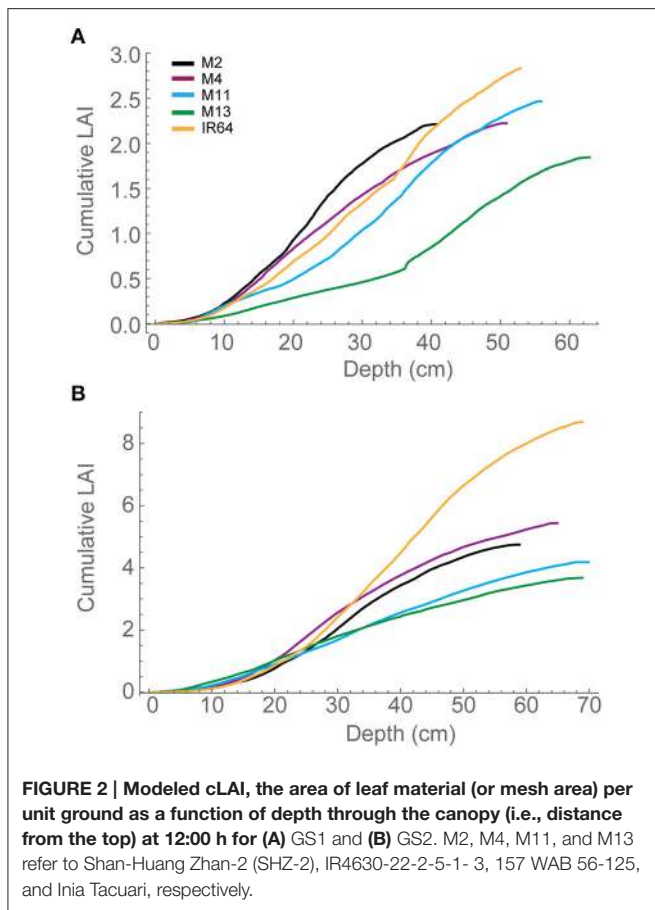 A
3.0
2.5
2.0
1.5
1.0
0.5
0.0
Cumulative LAI
M2
M4
M11
M13
IR64
0 10 20 30 40 50 60
Depth (cm)
B
8
6
4
2
0
Cumulative LAI
0 10 20 30 40 50 60 70
Depth (cm)
FIGURE 2 | Modeled cLAI, the area of leaf material (or mesh area) per
unit ground as a function of depth through the canopy (i.e., distance
from the top) at 12:00 h for (A) GS1 and (B) GS2. M2, M4, M11, and M13
refer to Shan-Huang Zhan-2 (SHZ-2), IR4630-22-2-5-1- 3, 157 WAB 56-125,
and Inia Tacuari, respectively.